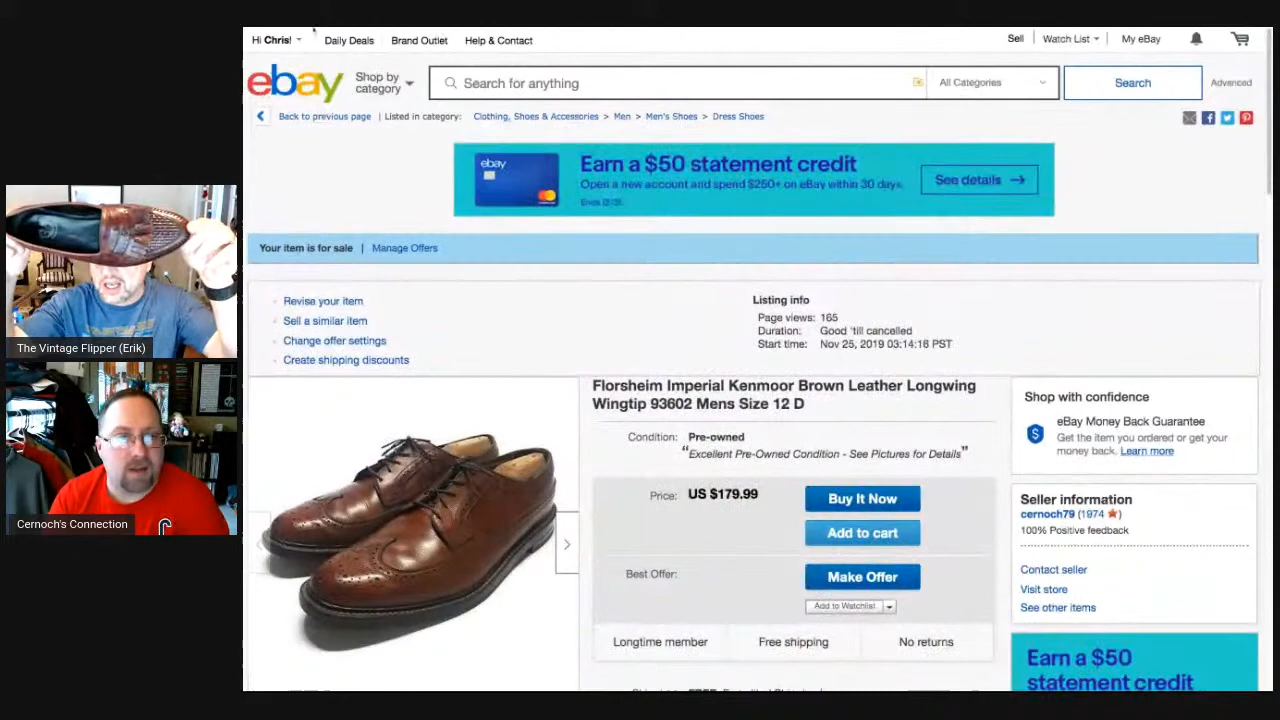 Hi Chris!
Daily Deals
Brand Outlet
Help & Contact
Sell
Watch List
My eBay
ebay
Shop by
category
Search for anything
All Categories
Search
Advanced
Back to previous page
Listed in category:
Clothing, Shoes & Accessories > Men > Men's Shoes > Dress Shoes
ebay
Earn a $50 statement credit
Open a new account and spend $250+ on eBay within 30 days.
See details →
Your item is for sale | Manage Offers
Revise your item
Sell a similar item
Change offer settings
Create shipping discounts
Listing info
Page views: 165
Duration: Good 'till cancelled
Start time: Nov 25, 2019 03:14:18 PST
The Vintage Flipper (Erik)
Cernoch's Connection
Florsheim Imperial Kenmoor Brown Leather Longwing
Wingtip 93602 Mens Size 12 D
Condition: Pre-owned
“Excellent Pre-Owned Condition - See Pictures for Details”
Price: US $179.99
Buy It Now
Add to cart
Best Offer:
Make Offer
Add to Watchlist
Longtime member
Free shipping
No returns
Shop with confidence
eBay Money Back Guarantee
Get the item you ordered or get your
money back. Learn more
Seller information
cernoch79 (1974 ★)
100% Positive feedback
Contact seller
Visit store
See other items
Earn a $50
statement credit